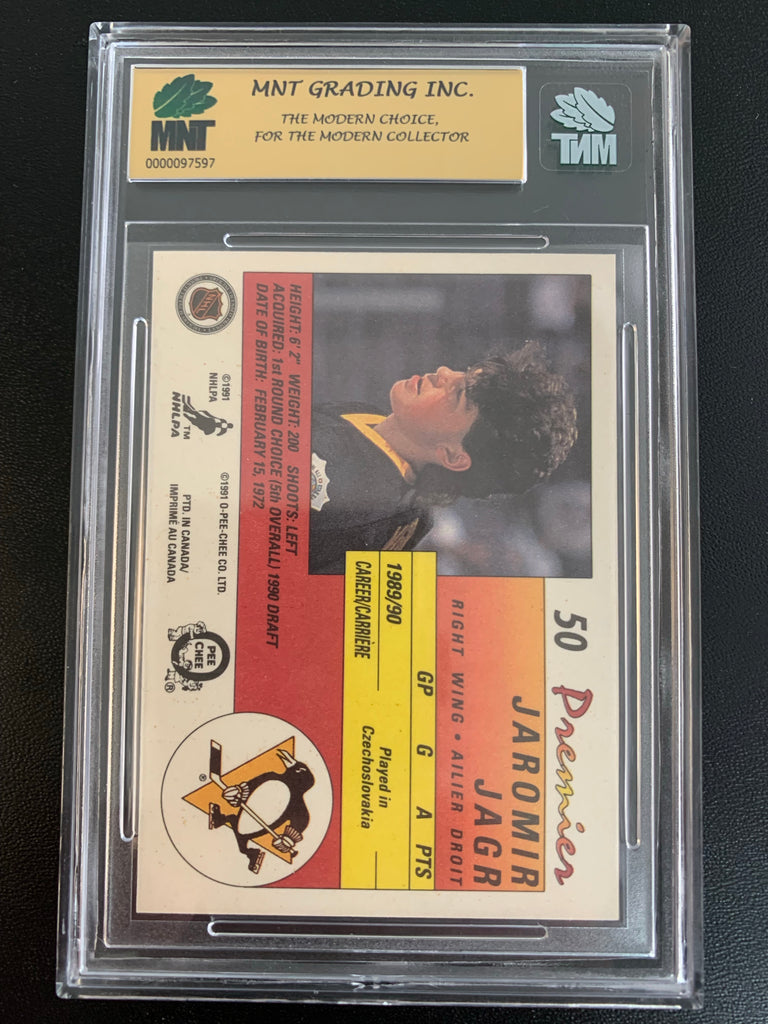 MNT GRADING INC.
THE MODERN CHOICE,
FOR THE MODERN COLLECTOR
MNT
0000097597
MNT
50 Premier
JAROMIR
JAGR
RIGHT WING • AILIER DROIT
GP G A PTS
1989/90 Played in
CAREER/CARRIÈRE Czechoslovakia
HEIGHT: 6' 2" WEIGHT: 200 SHOOTS: LEFT
ACQUIRED: 1st ROUND CHOICE (5th OVERALL) 1990 DRAFT
DATE OF BIRTH: FEBRUARY 15, 1972
NHL
©1991
NHLPA
NHLPA™
©1991 O-PEE-CHEE CO. LTD.
PTD. IN CANADA/
IMPRIMÉ AU CANADA
O
PEE
CHEE
®
®